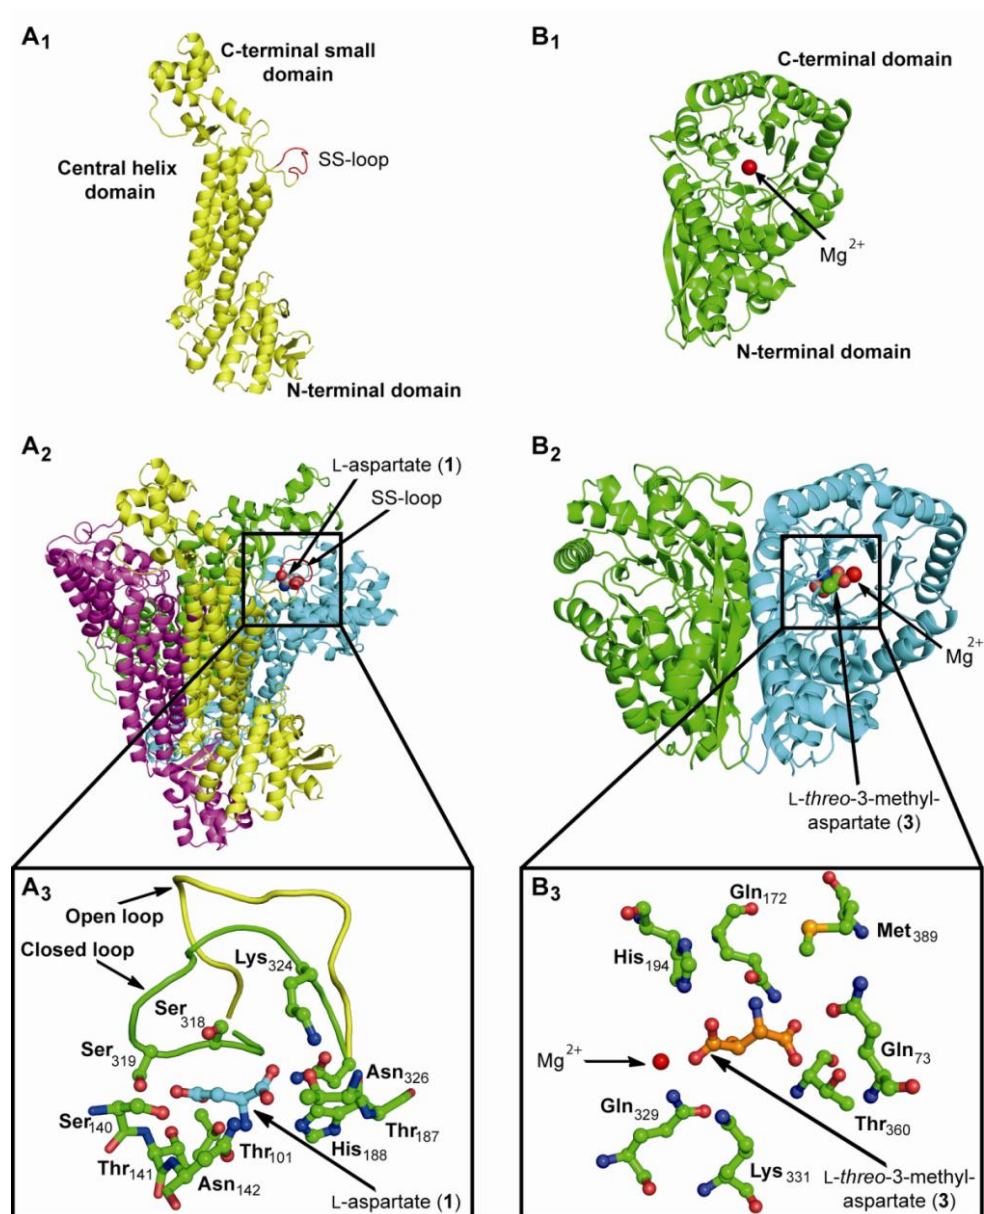 A1
C-terminal small
domain
Central helix
domain
SS-loop
N-terminal domain
B1
C-terminal domain
Mg2+
N-terminal domain
A2
L-aspartate (1)
SS-loop
B2
Mg2+
L-threo-3-methyl-
aspartate (3)
A3
Open loop
Closed loop
Lys324
Ser318
Ser319
Asn326
Ser140
Thr187
Thr141
Thr101
His188
Asn142
L-aspartate (1)
B3
Gln172
Met389
His194
Mg2+
Gln73
Gln329
Thr360
Lys331
L-threo-3-methyl-
aspartate (3)